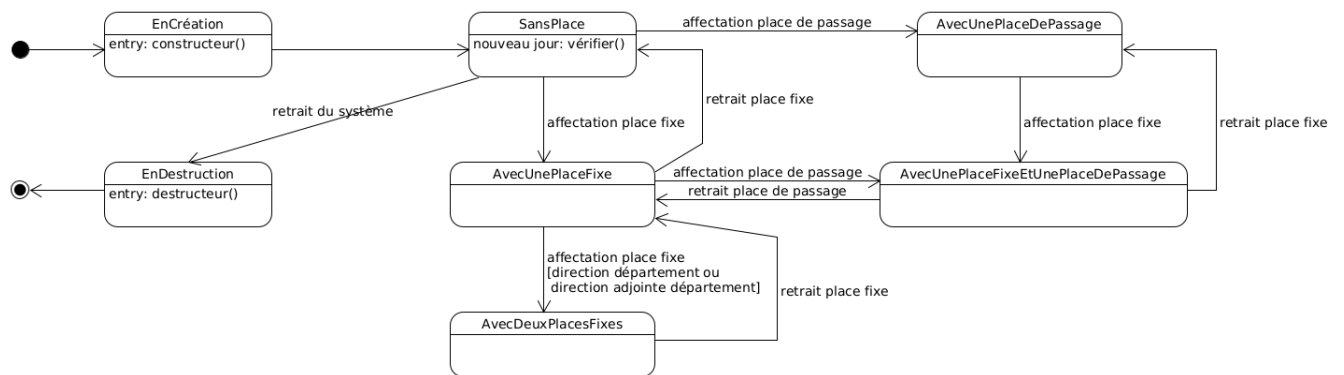 EnCréation
entry: constructeur()
SansPlace
nouveau jour: vérifier()
affectation place de passage
AvecUnePlaceDePassage
retrait du système
affectation place fixe
retrait place fixe
affectation place fixe
retrait place fixe
EnDestruction
entry: destructeur()
AvecUnePlaceFixe
affectation place de passage
retrait place de passage
AvecUnePlaceFixeEtUnePlaceDePassage
affectation place fixe
[direction département ou
direction adjointe département]
retrait place fixe
AvecDeuxPlacesFixes